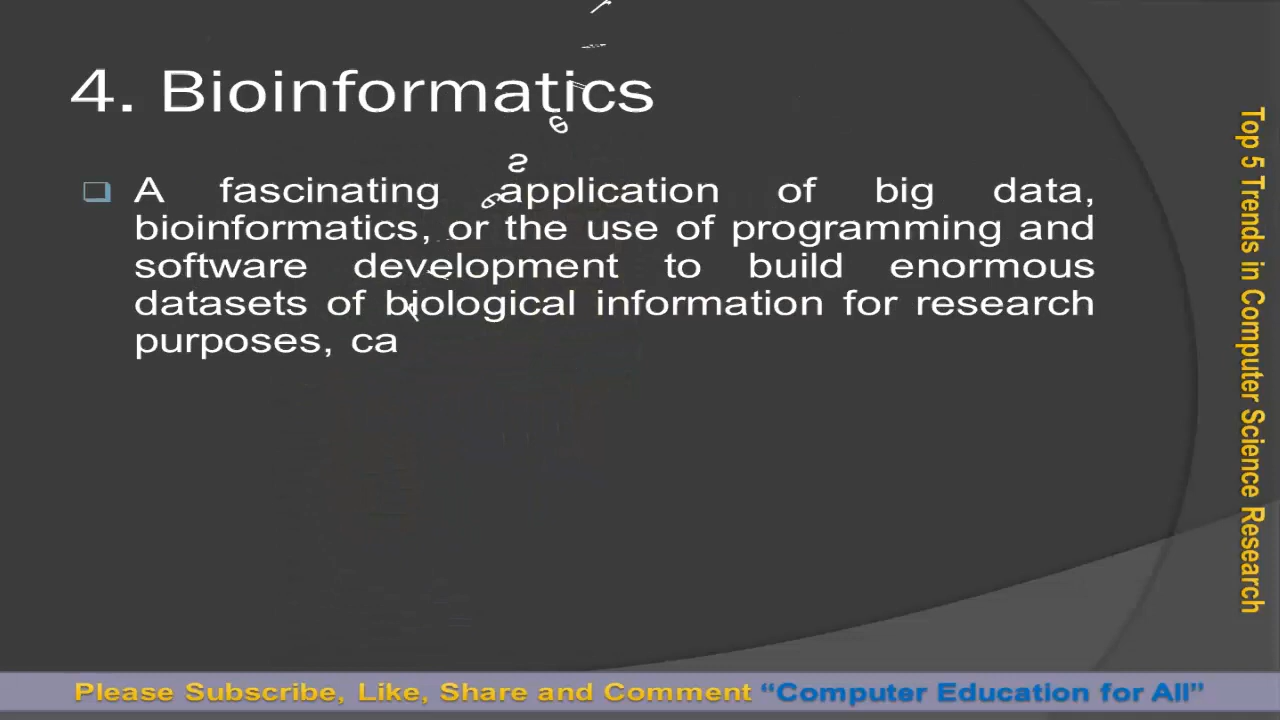 4. Bioinformatics
A fascinating application of big data,
bioinformatics, or the use of programming and
software development to build enormous
datasets of biological information for research
purposes, ca
Top 5 Trends in Computer Science Research
Please Subscribe, Like, Share and Comment “Computer Education for All”